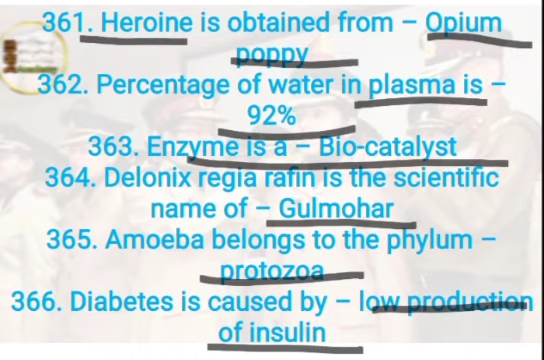 361. Heroine is obtained from – Opium
poppy
362. Percentage of water in plasma is –
92%
363. Enzyme is a – Bio-catalyst
364. Delonix regia rafin is the scientific
name of – Gulmohar
365. Amoeba belongs to the phylum –
protozoa
366. Diabetes is caused by – low production
of insulin